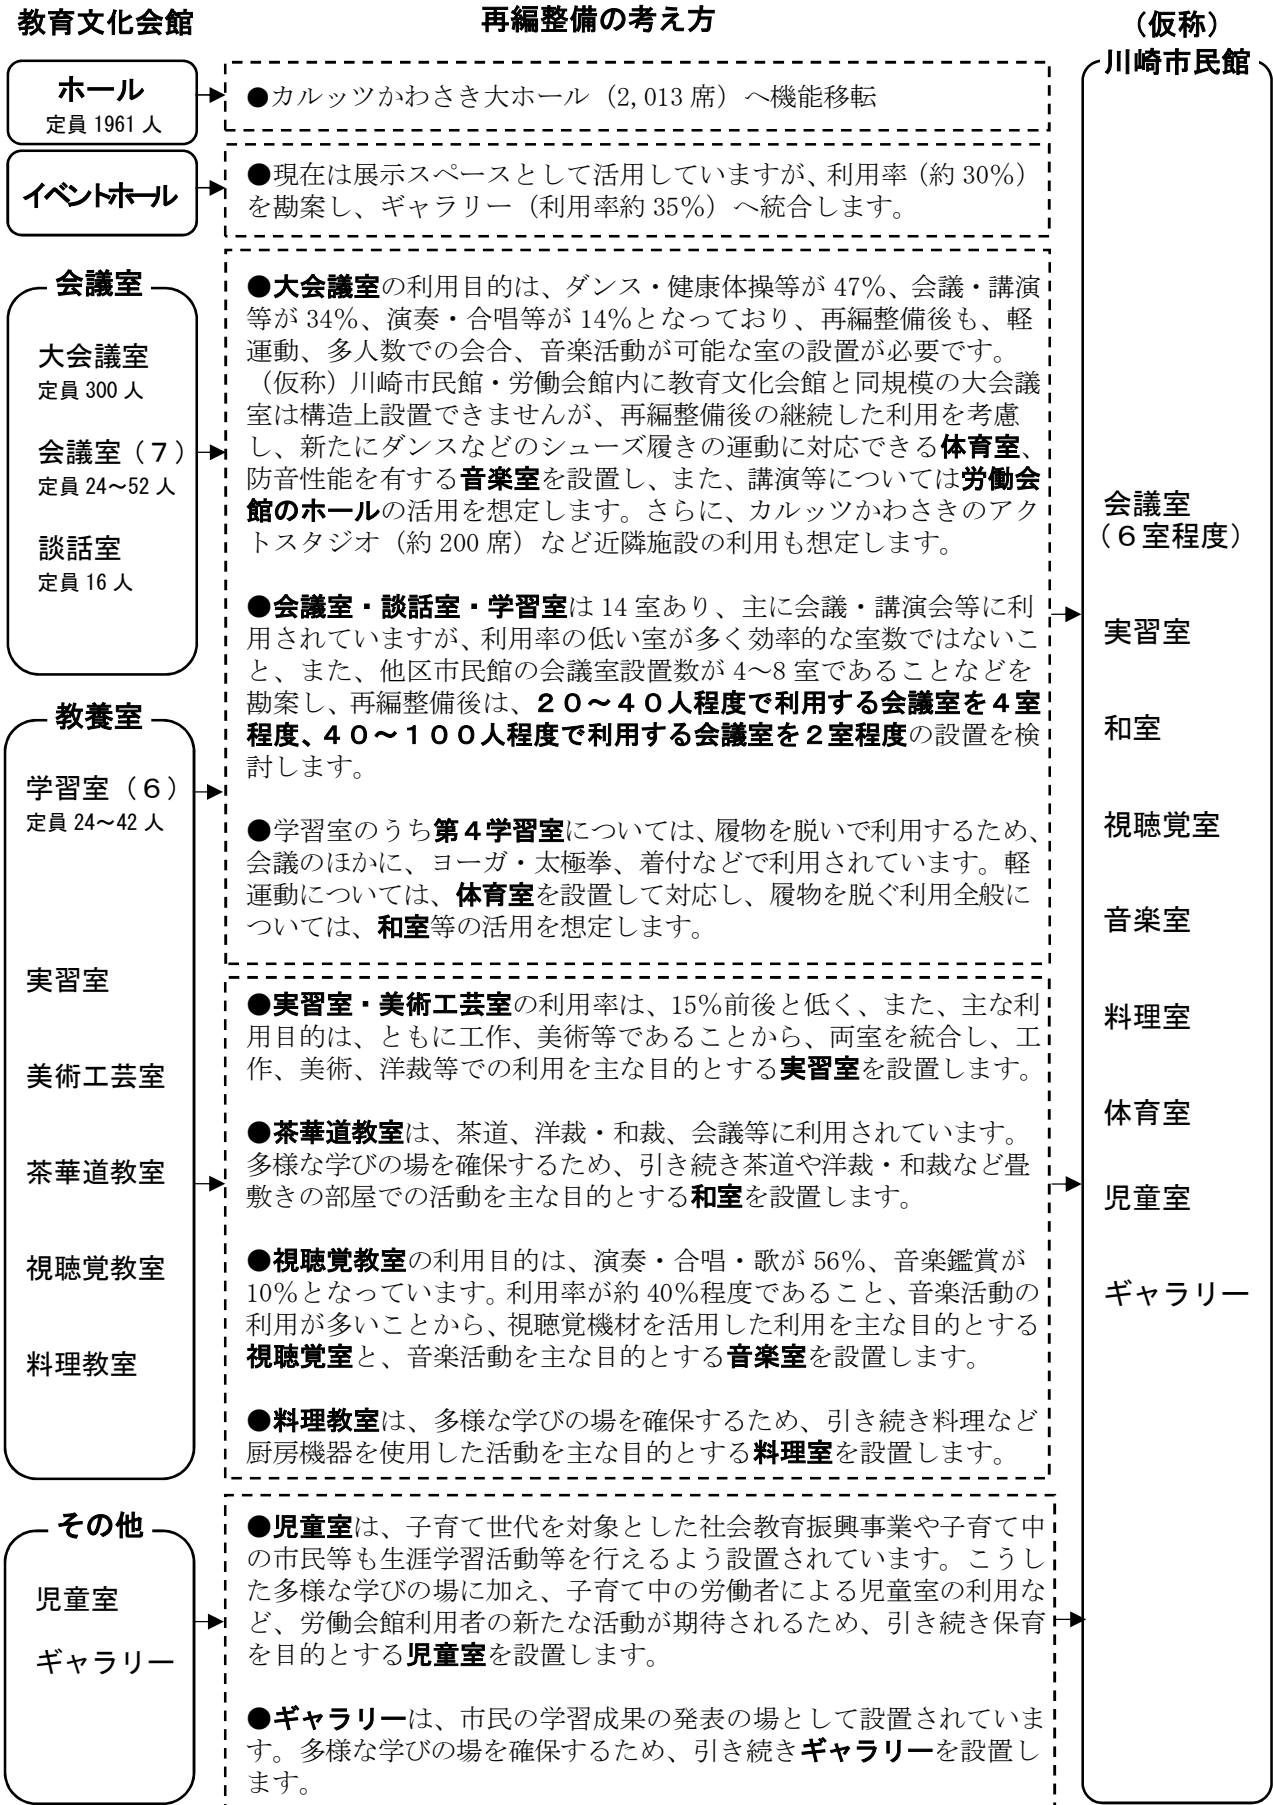 教育文化会館
再編整備の考え方
（仮称）
川崎市民館
ホール
定員 1961 人
●カルッツかわさき大ホール（2,013 席）へ機能移転
イベントホール
●現在は展示スペースとして活用していますが、利用率（約 30％）
を勘案し、ギャラリー（利用率約 35％）へ統合します。
会議室
大会議室
定員 300 人
会議室（７）
定員 24～52 人
談話室
定員 16 人
●大会議室の利用目的は、ダンス・健康体操等が 47％、会議・講演
等が 34％、演奏・合唱等が 14％となっており、再編整備後も、軽
運動、多人数での会合、音楽活動が可能な室の設置が必要です。
（仮称）川崎市民館・労働会館内に教育文化会館と同規模の大会議
室は構造上設置できませんが、再編整備後の継続した利用を考慮
し、新たにダンスなどのシューズ履きの運動に対応できる体育室、
防音性能を有する音楽室を設置し、また、講演等については労働会
館のホールの活用を想定します。さらに、カルッツかわさきのアク
トスタジオ（約 200 席）など近隣施設の利用も想定します。
●会議室・談話室・学習室は 14 室あり、主に会議・講演会等に利
用されていますが、利用率の低い室が多く効率的な室数ではないこ
と、また、他区市民館の会議室設置数が 4～8 室であることなどを
勘案し、再編整備後は、２０～４０人程度で利用する会議室を４室
程度、４０～１００人程度で利用する会議室を２室程度の設置を検
討します。
●学習室のうち第４学習室については、履物を脱いで利用するため、
会議のほかに、ヨーガ・太極拳、着付などで利用されています。軽
運動については、体育室を設置して対応し、履物を脱ぐ利用全般に
ついては、和室等の活用を想定します。
教養室
学習室（６）
定員 24～42 人
実習室
美術工芸室
茶華道教室
視聴覚教室
料理教室
●実習室・美術工芸室の利用率は、15％前後と低く、また、主な利
用目的は、ともに工作、美術等であることから、両室を統合し、工
作、美術、洋裁等での利用を主な目的とする実習室を設置します。
●茶華道教室は、茶道、洋裁・和裁、会議等に利用されています。
多様な学びの場を確保するため、引き続き茶道や洋裁・和裁など畳
敷きの部屋での活動を主な目的とする和室を設置します。
●視聴覚教室の利用目的は、演奏・合唱・歌が 56％、音楽鑑賞が
10％となっています。利用率が約 40％程度であること、音楽活動の
利用が多いことから、視聴覚機材を活用した利用を主な目的とする
視聴覚室と、音楽活動を主な目的とする音楽室を設置します。
●料理教室は、多様な学びの場を確保するため、引き続き料理など
厨房機器を使用した活動を主な目的とする料理室を設置します。
その他
児童室
ギャラリー
●児童室は、子育て世代を対象とした社会教育振興事業や子育て中
の市民等も生涯学習活動等を行えるよう設置されています。こうし
た多様な学びの場に加え、子育て中の労働者による児童室の利用な
ど、労働会館利用者の新たな活動が期待されるため、引き続き保育
を目的とする児童室を設置します。
●ギャラリーは、市民の学習成果の発表の場として設置されていま
す。多様な学びの場を確保するため、引き続きギャラリーを設置し
ます。
会議室
（６室程度）
実習室
和室
視聴覚室
音楽室
料理室
体育室
児童室
ギャラリー